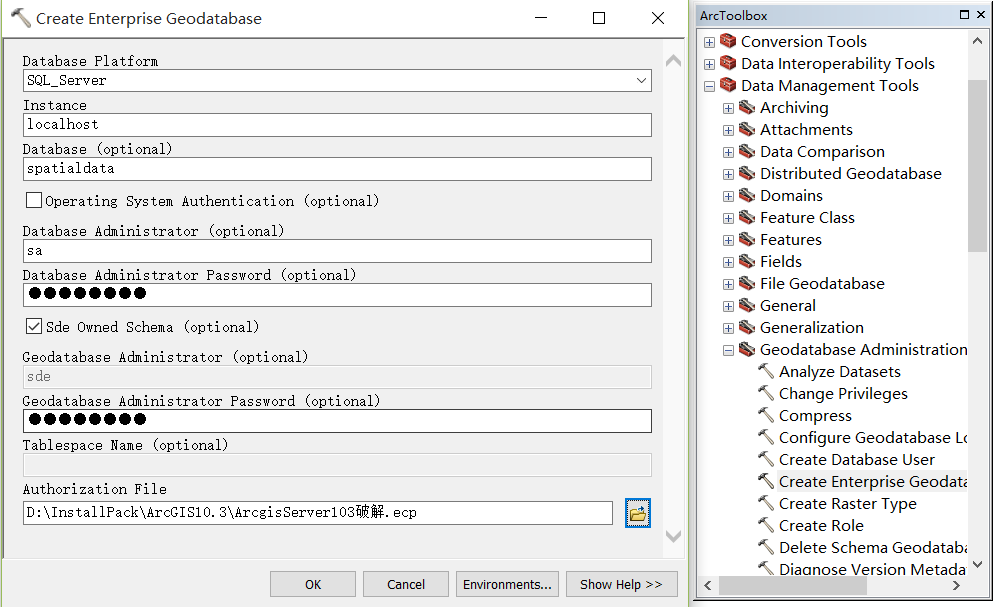 Create Enterprise Geodatabase
Database Platform
SQL_Server
Instance
localhost
Database (optional)
spatialdata
Operating System Authentication (optional)
Database Administrator (optional)
sa
Database Administrator Password (optional)
●●●●●●●●
Sde Owned Schema (optional)
Geodatabase Administrator (optional)
sde
Geodatabase Administrator Password (optional)
●●●●●●●●
Tablespace Name (optional)
Authorization File
D:\InstallPack\ArcGIS10.3\ArcgisServer103破解.ecp
OK
Cancel
Environments...
Show Help >>
ArcToolbox
Conversion Tools
Data Interoperability Tools
Data Management Tools
Archiving
Attachments
Data Comparison
Distributed Geodatabase
Domains
Feature Class
Features
Fields
File Geodatabase
General
Generalization
Geodatabase Administration
Analyze Datasets
Change Privileges
Compress
Configure Geodatabase Lo
Create Database User
Create Enterprise Geodata
Create Raster Type
Create Role
Delete Schema Geodataba
Diagnose Version Metada